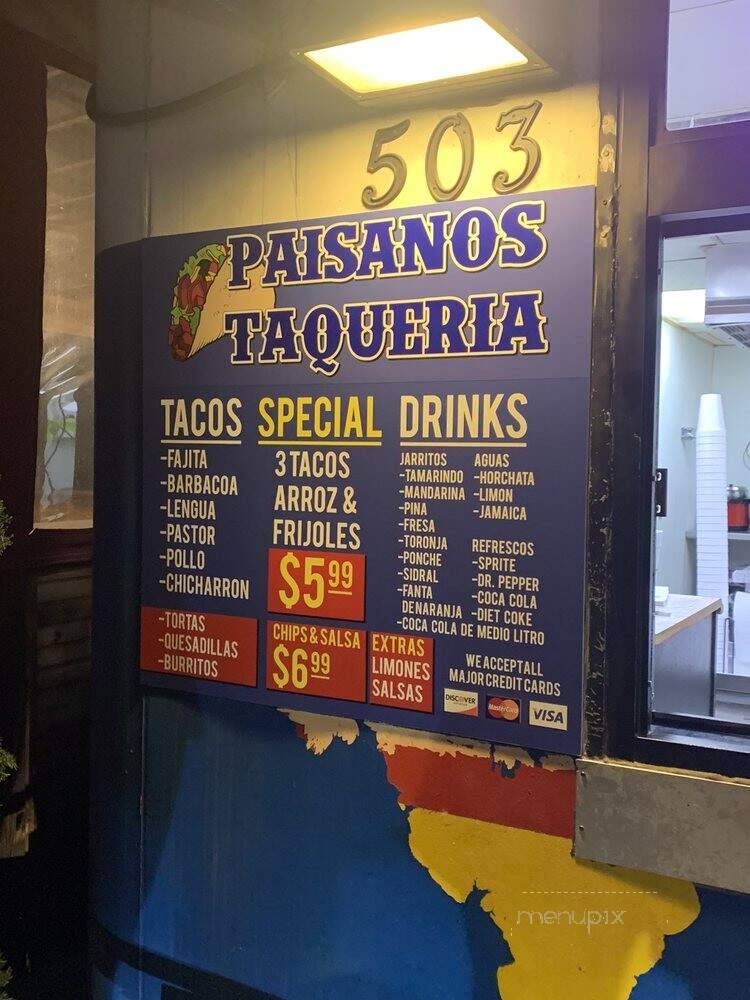 503
PAISANOS
TAQUERIA
TACOS
-FAJITA
-BARBACOA
-LENGUA
-PASTOR
-POLLO
-CHICHARRON
-TORTAS
-QUESADILLAS
-BURRITOS
SPECIAL
3 TACOS
ARROZ &
FRIJOLES
$5.99
CHIPS & SALSA
$6.99
EXTRAS
LIMONES
SALSAS
DRINKS
JARRITOS
-TAMARINDO
-MANDARINA
-PINA
-FRESA
-TORONJA
-PONCHE
-SIDRAL
-FANTA
DENARANJA
-COCA COLA DE MEDIO LITRO
AGUAS
-HORCHATA
-LIMON
-JAMAICA
REFRESCOS
-SPRITE
-DR. PEPPER
-COCA COLA
-DIET COKE
WE ACCEPT ALL
MAJOR CREDIT CARDS
DISCOVER
MasterCard
VISA
menupix